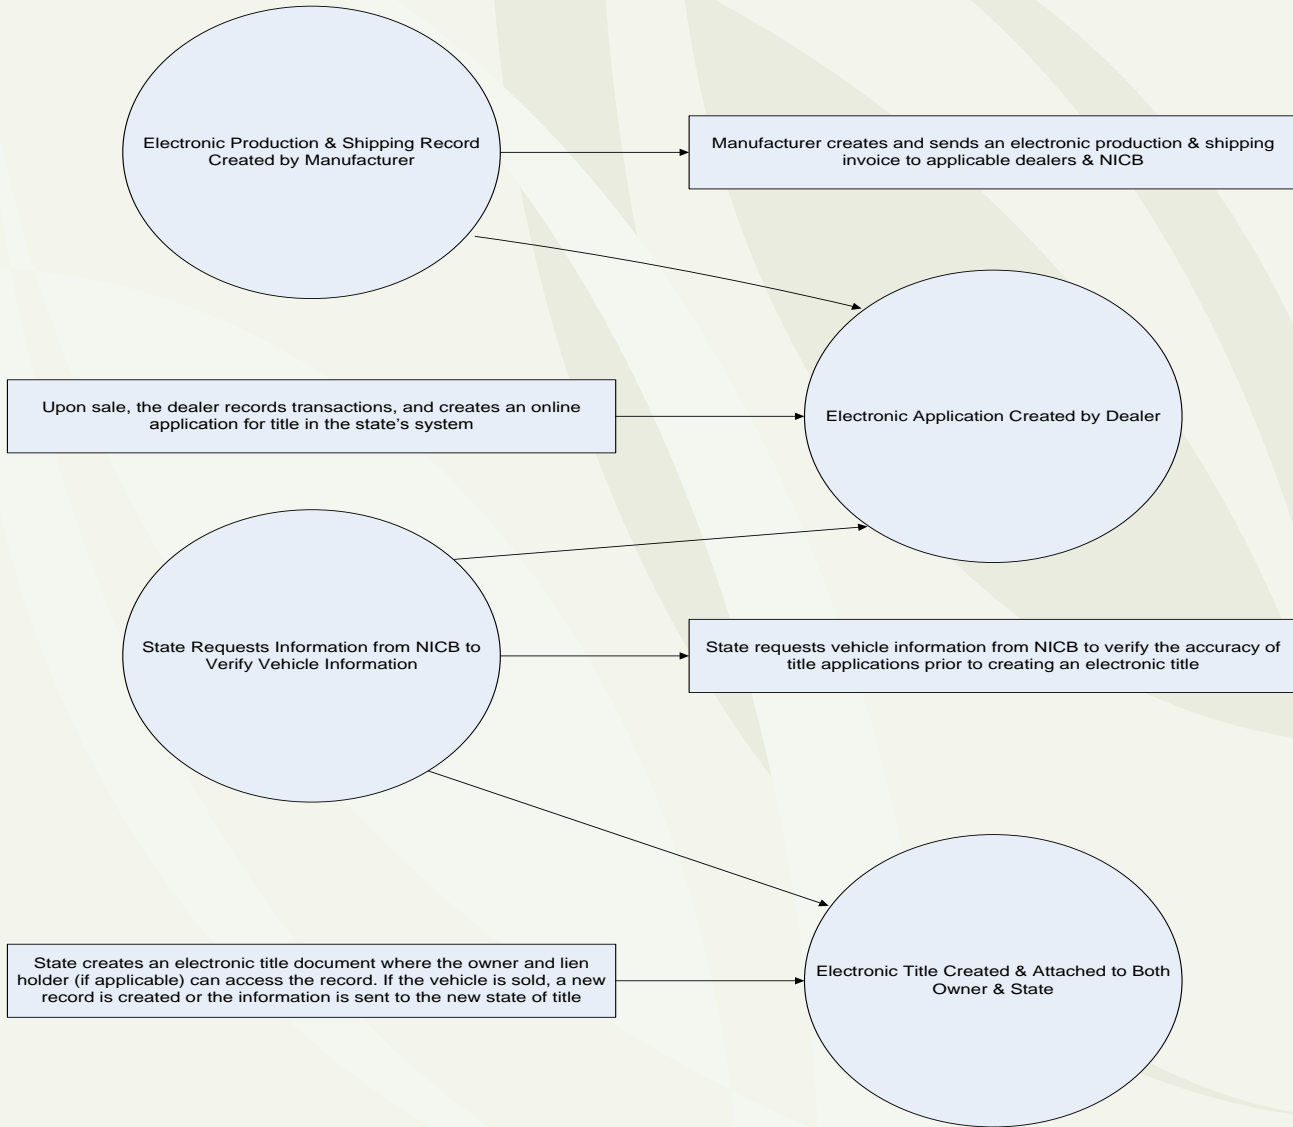 Electronic Production & Shipping Record
Created by Manufacturer
Manufacturer creates and sends an electronic production & shipping
invoice to applicable dealers & NICB
Upon sale, the dealer records transactions, and creates an online
application for title in the state’s system
Electronic Application Created by Dealer
State Requests Information from NICB to
Verify Vehicle Information
State requests vehicle information from NICB to verify the accuracy of
title applications prior to creating an electronic title
State creates an electronic title document where the owner and lien
holder (if applicable) can access the record. If the vehicle is sold, a new
record is created or the information is sent to the new state of title
Electronic Title Created & Attached to Both
Owner & State